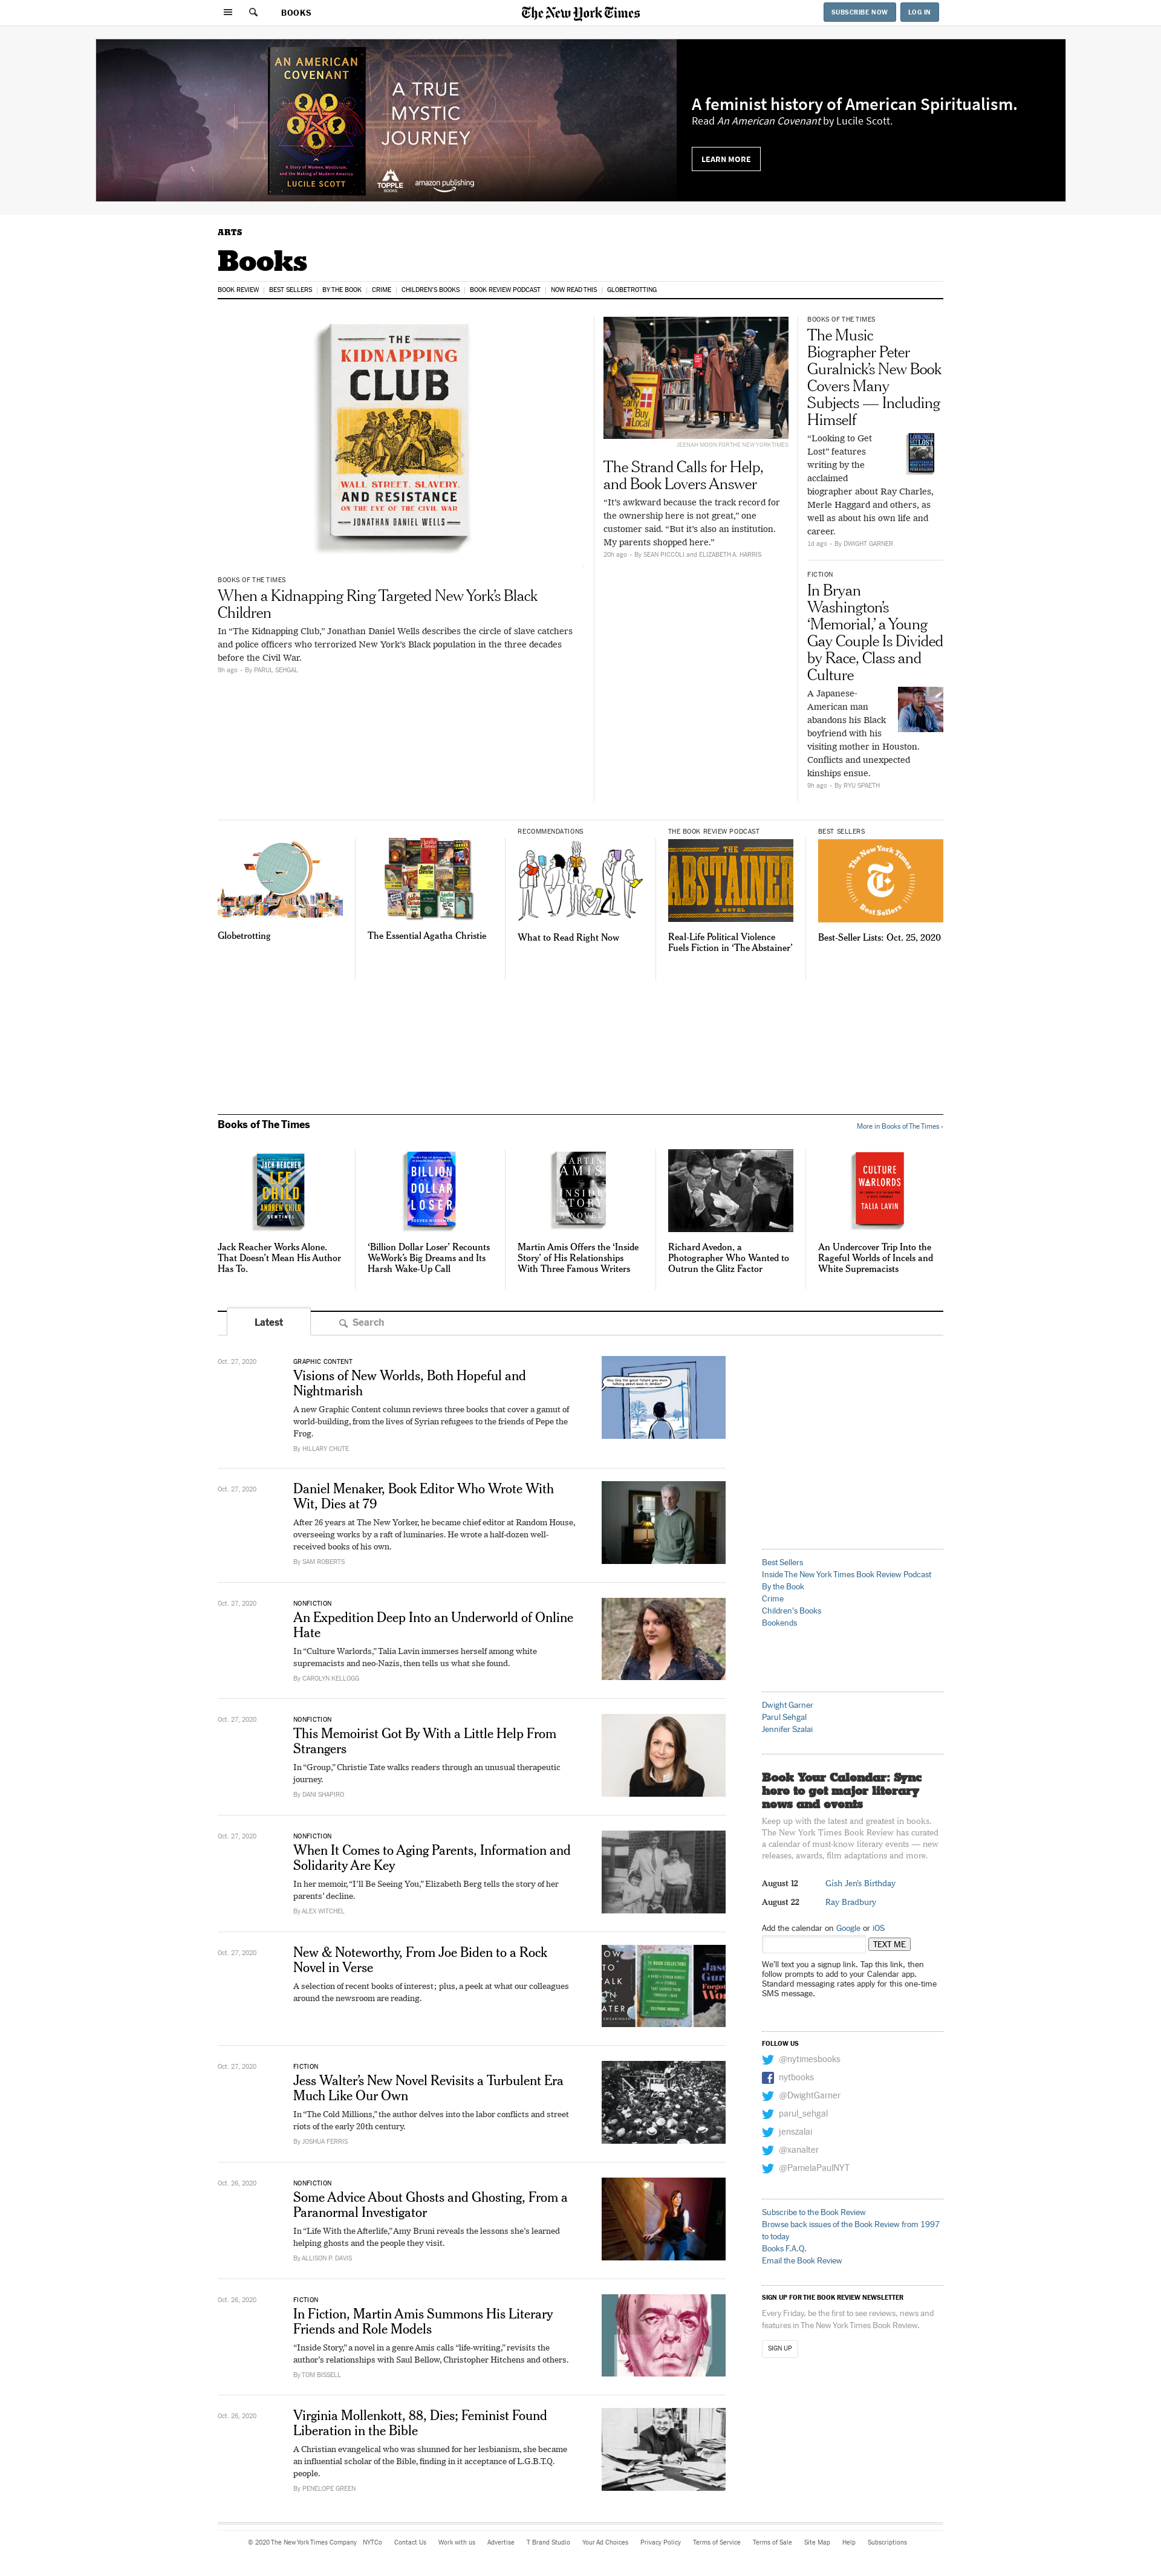 BOOKS
The New York Times
SUBSCRIBE NOW
LOG IN
AN AMERICAN
COVENANT
A Story of Women, Mysticism,
and the Making of Modern America
LUCILE SCOTT
A TRUE
MYSTIC
JOURNEY
TOPPLE
BOOKS
amazon publishing
A feminist history of American Spiritualism.
Read An American Covenant by Lucile Scott.
LEARN MORE
ARTS
Books
BOOK REVIEW
BEST SELLERS
BY THE BOOK
CRIME
CHILDREN'S BOOKS
BOOK REVIEW PODCAST
NOW READ THIS
GLOBETROTTING
THE
KIDNAPPING
CLUB
WALL STREET, SLAVERY,
AND RESISTANCE
ON THE EVE OF THE CIVIL WAR
JONATHAN DANIEL WELLS
BOOKS OF THE TIMES
When a Kidnapping Ring Targeted New York’s Black
Children
In “The Kidnapping Club,” Jonathan Daniel Wells describes the circle of slave catchers
and police officers who terrorized New York’s Black population in the three decades
before the Civil War.
9h ago - By PARUL SEHGAL
Buy
Local
JEENAH MOON FOR THE NEW YORK TIMES
The Strand Calls for Help,
and Book Lovers Answer
“It’s awkward because the track record for
the ownership here is not great,” one
customer said. “But it’s also an institution.
My parents shopped here.”
20h ago - By SEAN PICCOLI and ELIZABETH A. HARRIS
BOOKS OF THE TIMES
The Music
Biographer Peter
Guralnick’s New Book
Covers Many
Subjects — Including
Himself
“Looking to Get
Lost” features
writing by the
acclaimed
biographer about Ray Charles,
Merle Haggard and others, as
well as about his own life and
career.
LOOKING
TO GET
LOST
1d ago - By DWIGHT GARNER
FICTION
In Bryan
Washington’s
‘Memorial,’ a Young
Gay Couple Is Divided
by Race, Class and
Culture
A Japanese-
American man
abandons his Black
boyfriend with his
visiting mother in Houston.
Conflicts and unexpected
kinships ensue.
9h ago - By RYU SPAETH
Globetrotting
The Essential Agatha Christie
RECOMMENDATIONS
What to Read Right Now
THE BOOK REVIEW PODCAST
THE
ABSTAINER
A NOVEL
Real-Life Political Violence
Fuels Fiction in ‘The Abstainer’
BEST SELLERS
The New York Times
Best Sellers
Best-Seller Lists: Oct. 25, 2020
Books of The Times
More in Books of The Times ›
JACK REACHER
LEE
CHILD
ANDREW CHILD
SENTINEL
Jack Reacher Works Alone.
That Doesn’t Mean His Author
Has To.
BILLION
DOLLAR
LOSER
REEVES WIEDEMAN
‘Billion Dollar Loser’ Recounts
WeWork’s Big Dreams and Its
Harsh Wake-Up Call
MARTIN
AMIS
INSIDE
STORY
A NOVEL
Martin Amis Offers the ‘Inside
Story’ of His Relationships
With Three Famous Writers
Richard Avedon, a
Photographer Who Wanted to
Outrun the Glitz Factor
CULTURE
WARLORDS
TALIA LAVIN
An Undercover Trip Into the
Rageful Worlds of Incels and
White Supremacists
Latest
Search
Oct. 27, 2020
GRAPHIC CONTENT
Visions of New Worlds, Both Hopeful and
Nightmarish
A new Graphic Content column reviews three books that cover a gamut of
world-building, from the lives of Syrian refugees to the friends of Pepe the
Frog.
By HILLARY CHUTE
Oct. 27, 2020
Daniel Menaker, Book Editor Who Wrote With
Wit, Dies at 79
After 26 years at The New Yorker, he became chief editor at Random House,
overseeing works by a raft of luminaries. He wrote a half-dozen well-
received books of his own.
By SAM ROBERTS
Oct. 27, 2020
NONFICTION
An Expedition Deep Into an Underworld of Online
Hate
In “Culture Warlords,” Talia Lavin immerses herself among white
supremacists and neo-Nazis, then tells us what she found.
By CAROLYN KELLOGG
Oct. 27, 2020
NONFICTION
This Memoirist Got By With a Little Help From
Strangers
In “Group,” Christie Tate walks readers through an unusual therapeutic
journey.
By DANI SHAPIRO
Oct. 27, 2020
NONFICTION
When It Comes to Aging Parents, Information and
Solidarity Are Key
In her memoir, “I’ll Be Seeing You,” Elizabeth Berg tells the story of her
parents’ decline.
By ALEX WITCHEL
Oct. 27, 2020
New & Noteworthy, From Joe Biden to a Rock
Novel in Verse
A selection of recent books of interest; plus, a peek at what our colleagues
around the newsroom are reading.
Oct. 27, 2020
FICTION
Jess Walter’s New Novel Revisits a Turbulent Era
Much Like Our Own
In “The Cold Millions,” the author delves into the labor conflicts and street
riots of the early 20th century.
By JOSHUA FERRIS
Oct. 26, 2020
NONFICTION
Some Advice About Ghosts and Ghosting, From a
Paranormal Investigator
In “Life With the Afterlife,” Amy Bruni reveals the lessons she’s learned
helping ghosts and the people they visit.
By ALLISON P. DAVIS
Oct. 26, 2020
FICTION
In Fiction, Martin Amis Summons His Literary
Friends and Role Models
“Inside Story,” a novel in a genre Amis calls “life-writing,” revisits the
author’s relationships with Saul Bellow, Christopher Hitchens and others.
By TOM BISSELL
Oct. 26, 2020
Virginia Mollenkott, 88, Dies; Feminist Found
Liberation in the Bible
A Christian evangelical who was shunned for her lesbianism, she became
an influential scholar of the Bible, finding in it acceptance of L.G.B.T.Q.
people.
By PENELOPE GREEN
Best Sellers
Inside The New York Times Book Review Podcast
By the Book
Crime
Children's Books
Bookends
Dwight Garner
Parul Sehgal
Jennifer Szalai
Book Your Calendar: Sync
here to get major literary
news and events
Keep up with the latest and greatest in books.
The New York Times Book Review has curated
a calendar of must-know literary events — new
releases, awards, film adaptations and more.
August 12 Gish Jen's Birthday
August 22 Ray Bradbury
Add the calendar on Google or iOS
TEXT ME
We'll text you a signup link. Tap this link, then
follow prompts to add to your Calendar app.
Standard messaging rates apply for this one-time
SMS message.
FOLLOW US
@nytimesbooks
nytbooks
@DwightGarner
parul_sehgal
jenszalai
@xanalter
@PamelaPaulNYT
Subscribe to the Book Review
Browse back issues of the Book Review from 1997
to today
Books F.A.Q.
Email the Book Review
SIGN UP FOR THE BOOK REVIEW NEWSLETTER
Every Friday, be the first to see reviews, news and
features in The New York Times Book Review.
SIGN UP
© 2020 The New York Times Company
NYTCo
Contact Us
Work with us
Advertise
T Brand Studio
Your Ad Choices
Privacy Policy
Terms of Service
Terms of Sale
Site Map
Help
Subscriptions